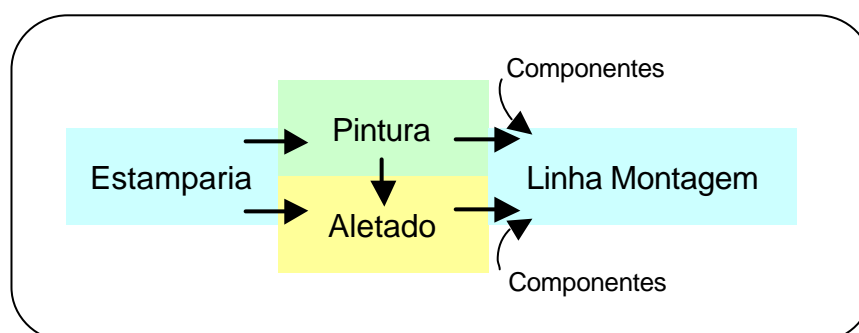 Componentes
Pintura
Estamparia
Linha Montagem
Aletado
Componentes